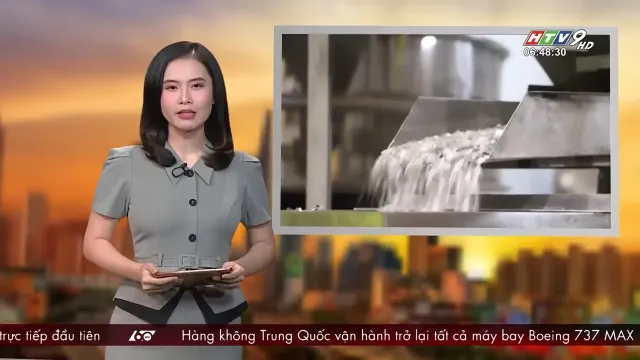 HTV9 HD
06:48:30
trực tiếp đầu tiên 60 Hàng không Trung Quốc vận hành trở lại tất cả máy bay Boeing 737 MAX